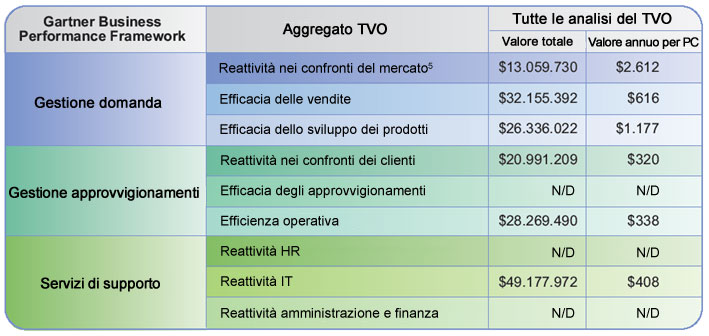 Gartner Business
Performance Framework
Aggregato TVO
Tutte le analisi del TVO
Valore totale
Valore annuo per PC
Gestione domanda
Reattività nei confronti del mercato⁵ $13.059.730 $2.612
Efficacia delle vendite $32.155.392 $616
Efficacia dello sviluppo dei prodotti $26.336.022 $1.177
Gestione approvvigionamenti
Reattività nei confronti dei clienti $20.991.209 $320
Efficacia degli approvvigionamenti N/D N/D
Efficienza operativa $28.269.490 $338
Servizi di supporto
Reattività HR N/D N/D
Reattività IT $49.177.972 $408
Reattività amministrazione e finanza N/D N/D